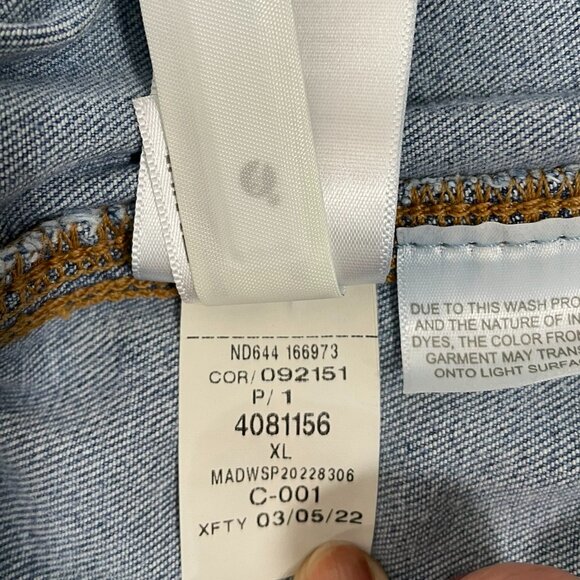 ND644 166973
COR/092151
P/ 1
4081156
XL
MADWSP20228306
C-001
XFTY 03/05/22
DUE TO THIS WASH PRO
AND THE NATURE OF IN
DYES, THE COLOR FROM
GARMENT MAY TRAN
ONTO LIGHT SURFA